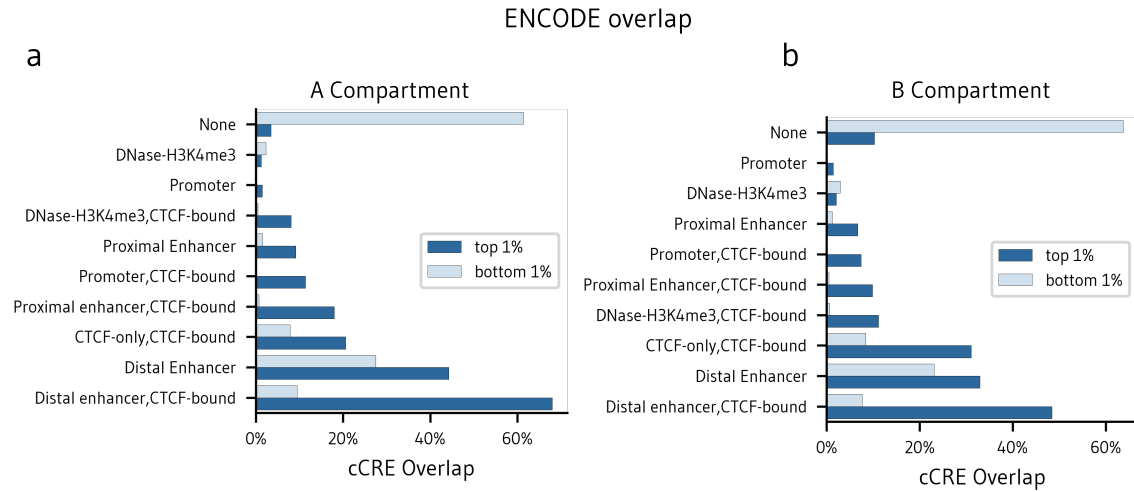 ENCODE overlap
a
A Compartment
None
DNase-H3K4me3
Promoter
DNase-H3K4me3,CTCF-bound
Proximal Enhancer
Promoter,CTCF-bound
Proximal enhancer,CTCF-bound
CTCF-only,CTCF-bound
Distal Enhancer
Distal enhancer,CTCF-bound
top 1%
bottom 1%
0% 20% 40% 60%
cCRE Overlap
b
B Compartment
None
Promoter
DNase-H3K4me3
Proximal Enhancer
Promoter,CTCF-bound
Proximal Enhancer,CTCF-bound
DNase-H3K4me3,CTCF-bound
CTCF-only,CTCF-bound
Distal Enhancer
Distal enhancer,CTCF-bound
top 1%
bottom 1%
0% 20% 40% 60%
cCRE Overlap